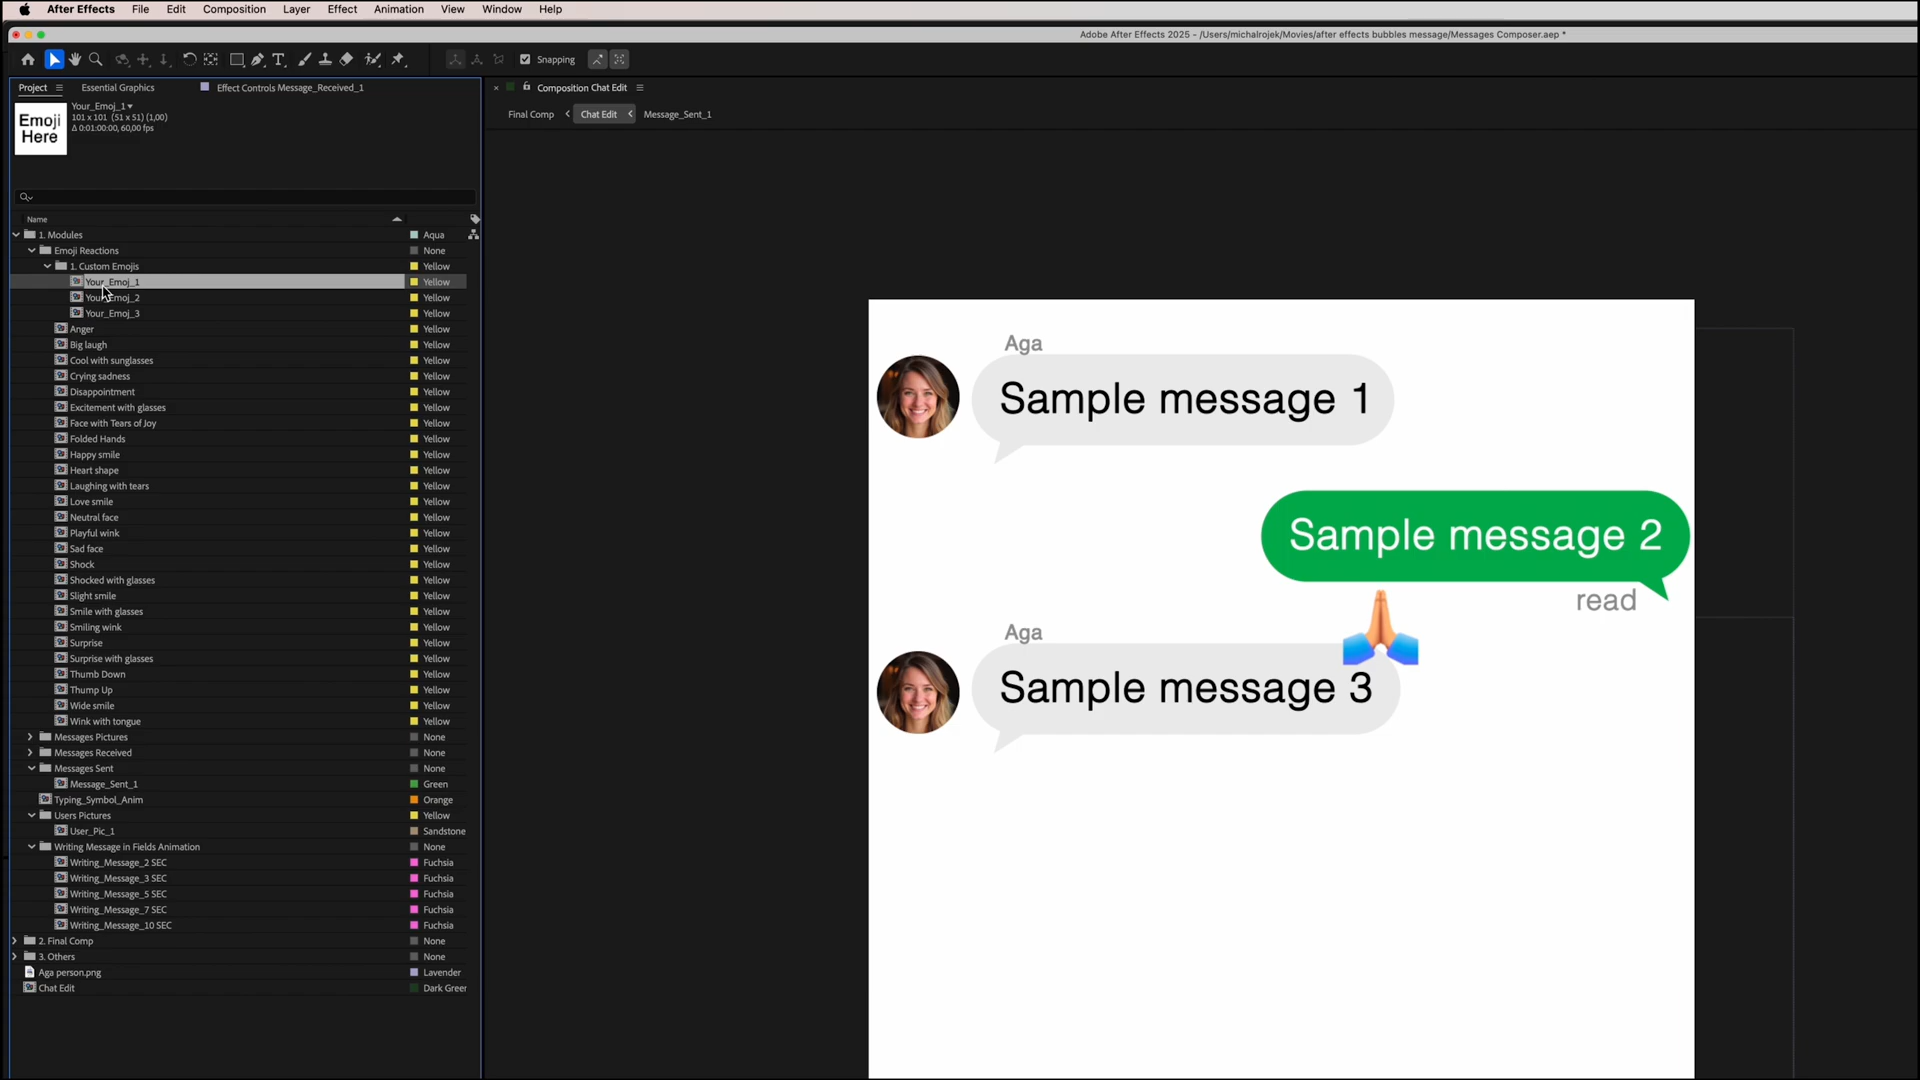 After Effects File Edit Composition Layer Effect Animation View Window Help
Adobe After Effects 2025 - /Users/michalrojek/Movies/after effects bubbles message/Messages Composer.aep *
Snapping
Project Essential Graphics Effect Controls Message_Received_1
Emoji
Here
Your_Emoj_1
101 x 101 (51 x 51) (1,00)
Δ 0:01:00:00, 60,00 fps
Name
1. Modules Aqua
Emoji Reactions None
1. Custom Emojis Yellow
Your_Emoj_1 Yellow
Your_Emoj_2 Yellow
Your_Emoj_3 Yellow
Anger Yellow
Big laugh Yellow
Cool with sunglasses Yellow
Crying sadness Yellow
Disappointment Yellow
Excitement with glasses Yellow
Face with Tears of Joy Yellow
Folded Hands Yellow
Happy smile Yellow
Heart shape Yellow
Laughing with tears Yellow
Love smile Yellow
Neutral face Yellow
Playful wink Yellow
Sad face Yellow
Shock Yellow
Shocked with glasses Yellow
Slight smile Yellow
Smile with glasses Yellow
Smiling wink Yellow
Surprise Yellow
Surprise with glasses Yellow
Thumb Down Yellow
Thump Up Yellow
Wide smile Yellow
Wink with tongue Yellow
Messages Pictures None
Messages Received None
Messages Sent None
Message_Sent_1 Green
Typing_Symbol_Anim Orange
Users Pictures Yellow
User_Pic_1 Sandstone
Writing Message in Fields Animation None
Writing_Message_2 SEC Fuchsia
Writing_Message_3 SEC Fuchsia
Writing_Message_5 SEC Fuchsia
Writing_Message_7 SEC Fuchsia
Writing_Message_10 SEC Fuchsia
2. Final Comp None
3. Others None
Aga person.png Lavender
Chat Edit Dark Green
Composition Chat Edit
Final Comp Chat Edit Message_Sent_1
Aga
Sample message 1
Sample message 2
read
Aga
Sample message 3